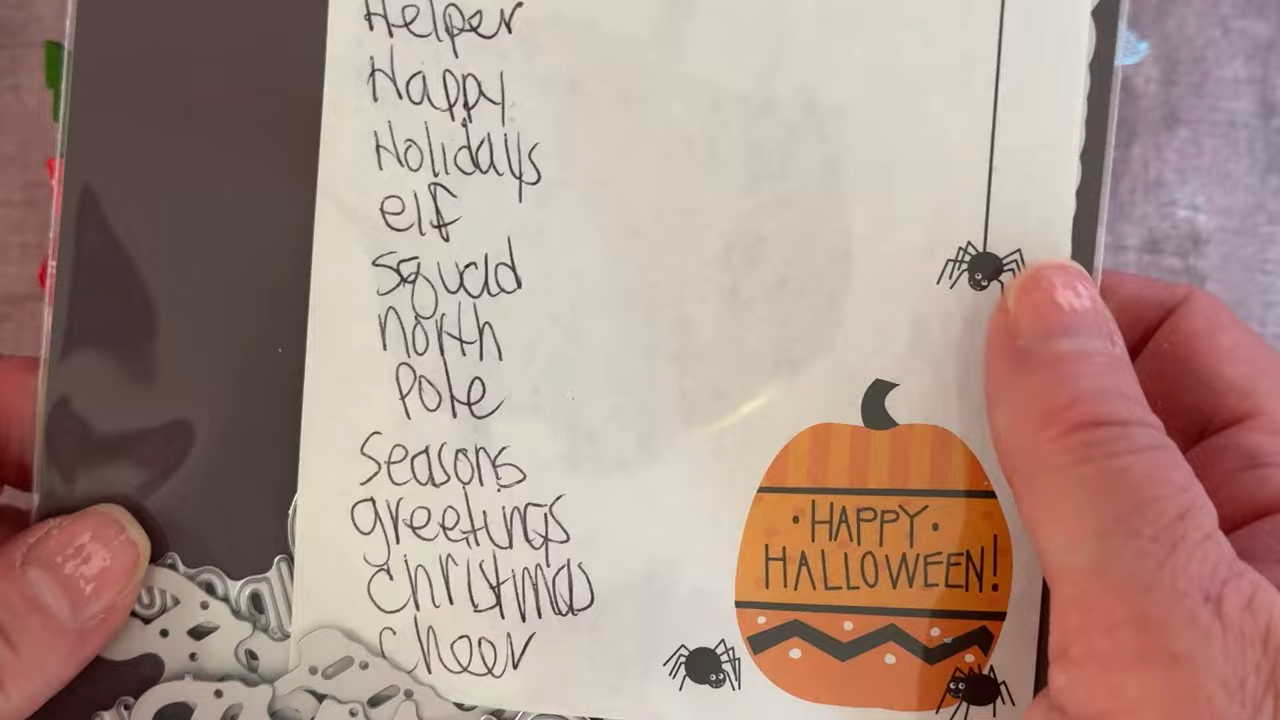 Helper
Happy
Holidays
elf
squad
north
Pole
Seasons
greetings
Christmas
cheer
• HAPPY •
HALLOWEEN!